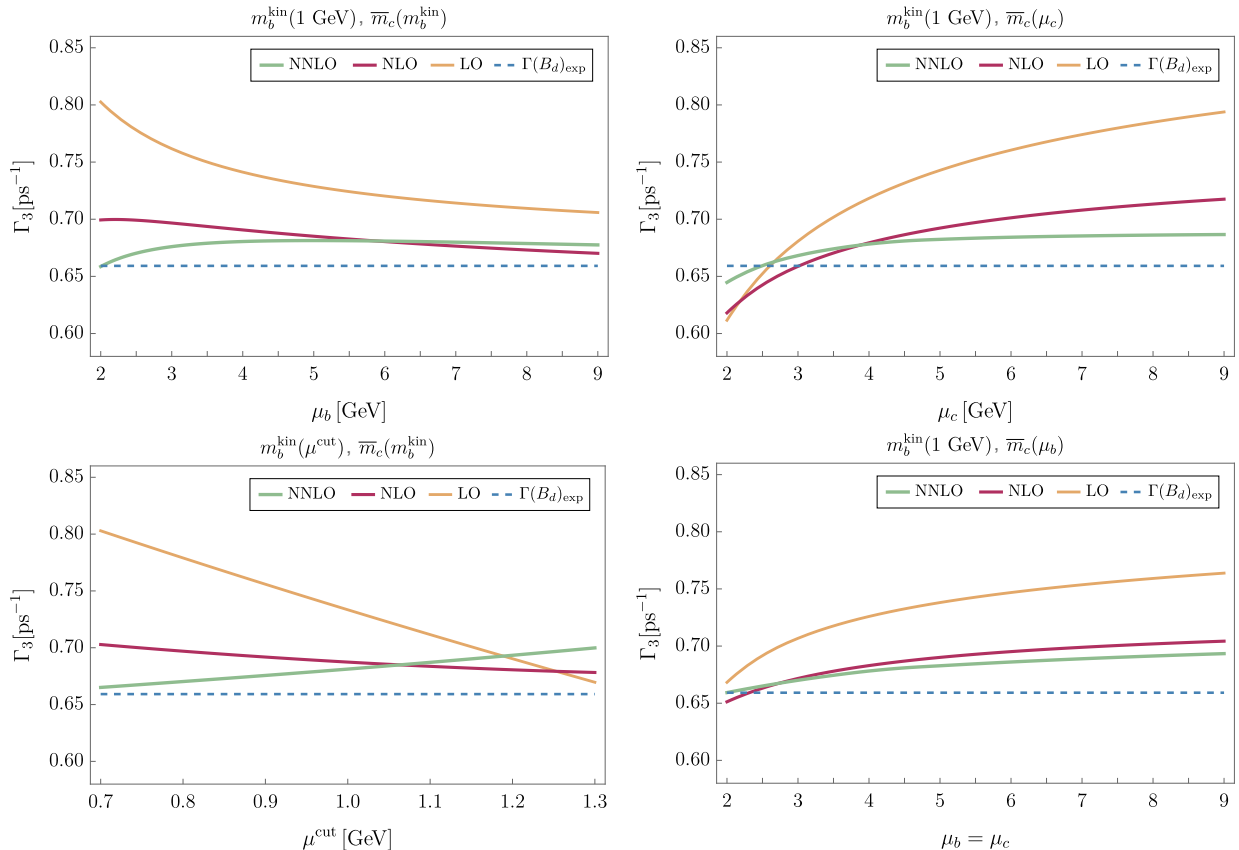 m_b^kin(1 GeV), m̅_c(m_b^kin)
NNLO NLO LO Γ(B_d)_exp
Γ_3 [ps^−1]
0.85
0.80
0.75
0.70
0.65
0.60
2 3 4 5 6 7 8 9
μ_b [GeV]
m_b^kin(1 GeV), m̅_c(μ_c)
NNLO NLO LO Γ(B_d)_exp
Γ_3 [ps^−1]
0.85
0.80
0.75
0.70
0.65
0.60
2 3 4 5 6 7 8 9
μ_c [GeV]
m_b^kin(μ^cut), m̅_c(m_b^kin)
NNLO NLO LO Γ(B_d)_exp
Γ_3 [ps^−1]
0.85
0.80
0.75
0.70
0.65
0.60
0.7 0.8 0.9 1.0 1.1 1.2 1.3
μ^cut [GeV]
m_b^kin(1 GeV), m̅_c(μ_b)
NNLO NLO LO Γ(B_d)_exp
Γ_3 [ps^−1]
0.85
0.80
0.75
0.70
0.65
0.60
2 3 4 5 6 7 8 9
μ_b = μ_c